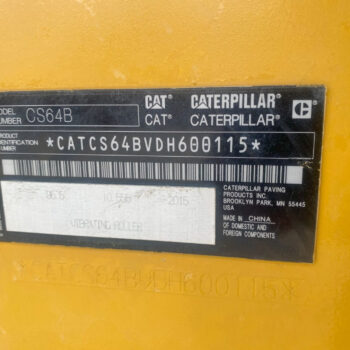 MODEL NUMBER CS64B
CAT CATERPILLAR C
CAT® CATERPILLAR®
PRODUCT IDENTIFICATION NUMBER *CATCS64BVDH600115*
2015
VIBRATING ROLLER
CATERPILLAR PAVING
PRODUCTS INC.
BROOKLYN PARK, MN 55445
MADE IN CHINA
OF DOMESTIC AND
FOREIGN COMPONENTS
*CATCS64BVDH600115*